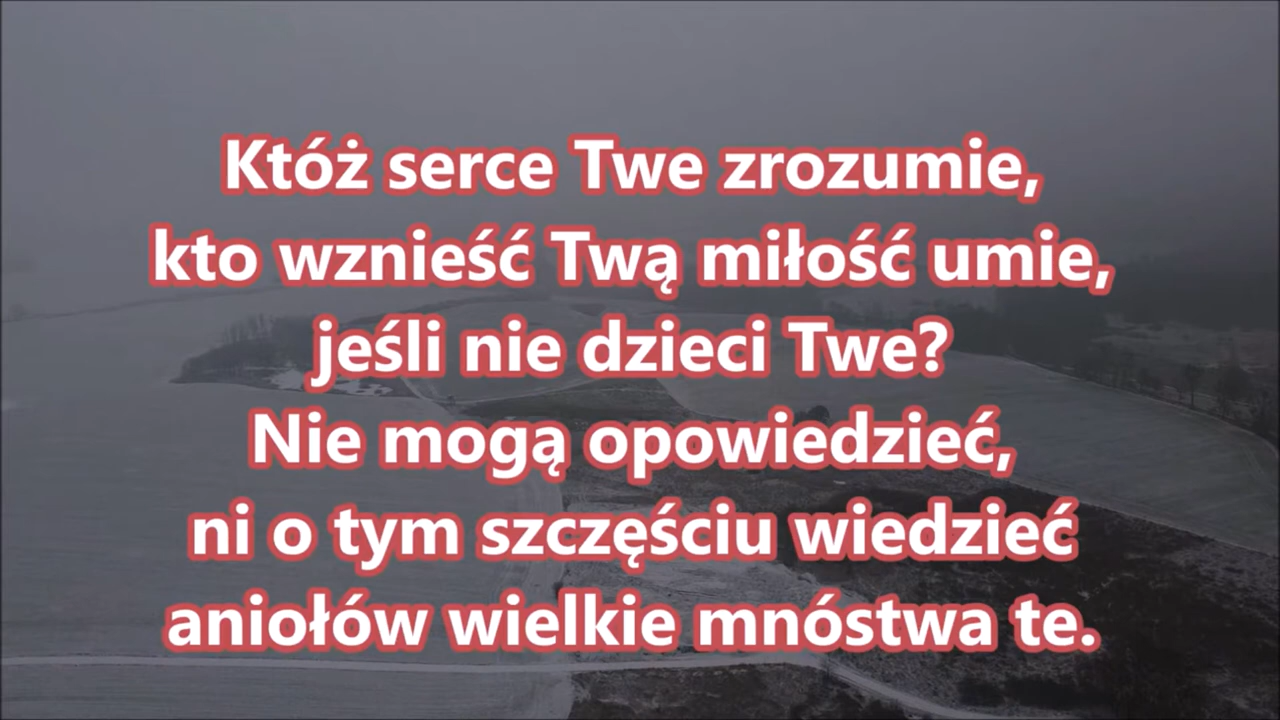 Któż serce Twe zrozumie,
kto wznieść Twą miłość umie,
jeśli nie dzieci Twe?
Nie mogą opowiedzieć,
ni o tym szczęściu wiedzieć
aniołów wielkie mnóstwa te.